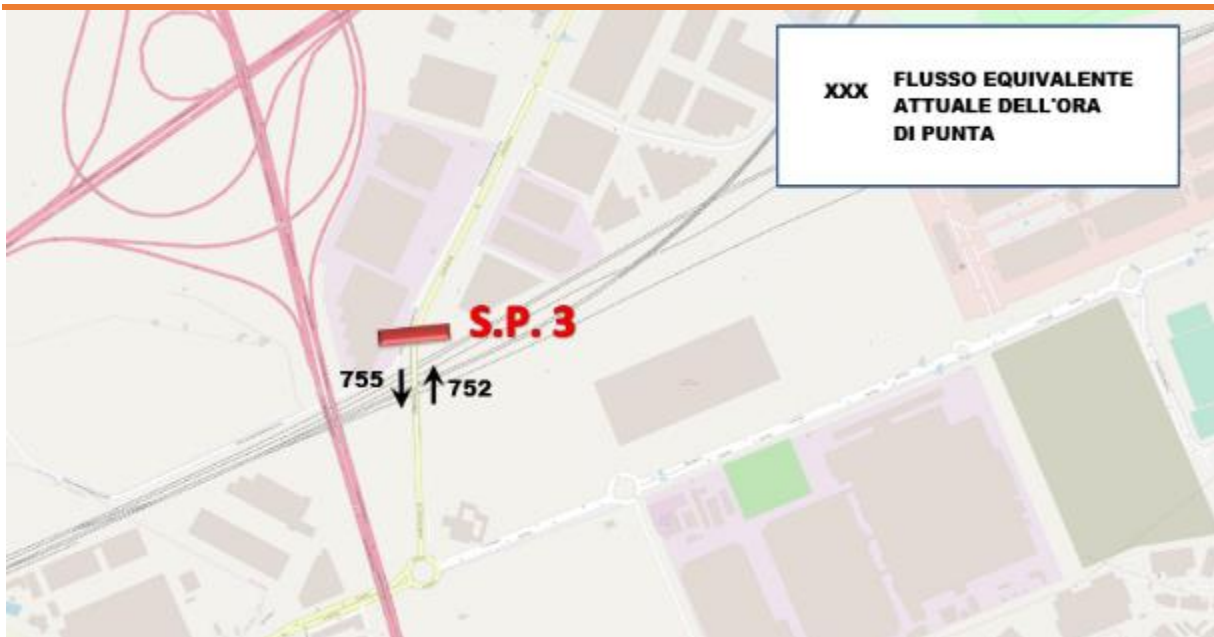 XXX FLUSSO EQUIVALENTE
ATTUALE DELL'ORA
DI PUNTA
S.P. 3
755
752